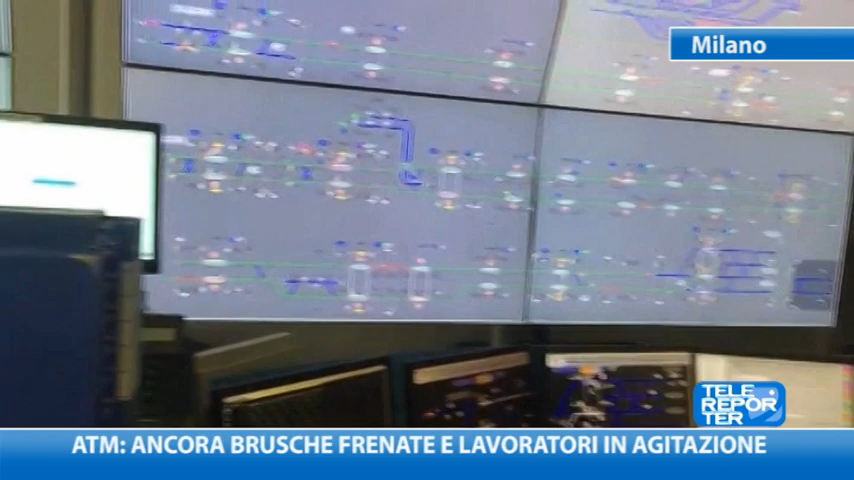 Milano
TELE
REPOR
TER
ATM: ANCORA BRUSCHE FRENATE E LAVORATORI IN AGITAZIONE